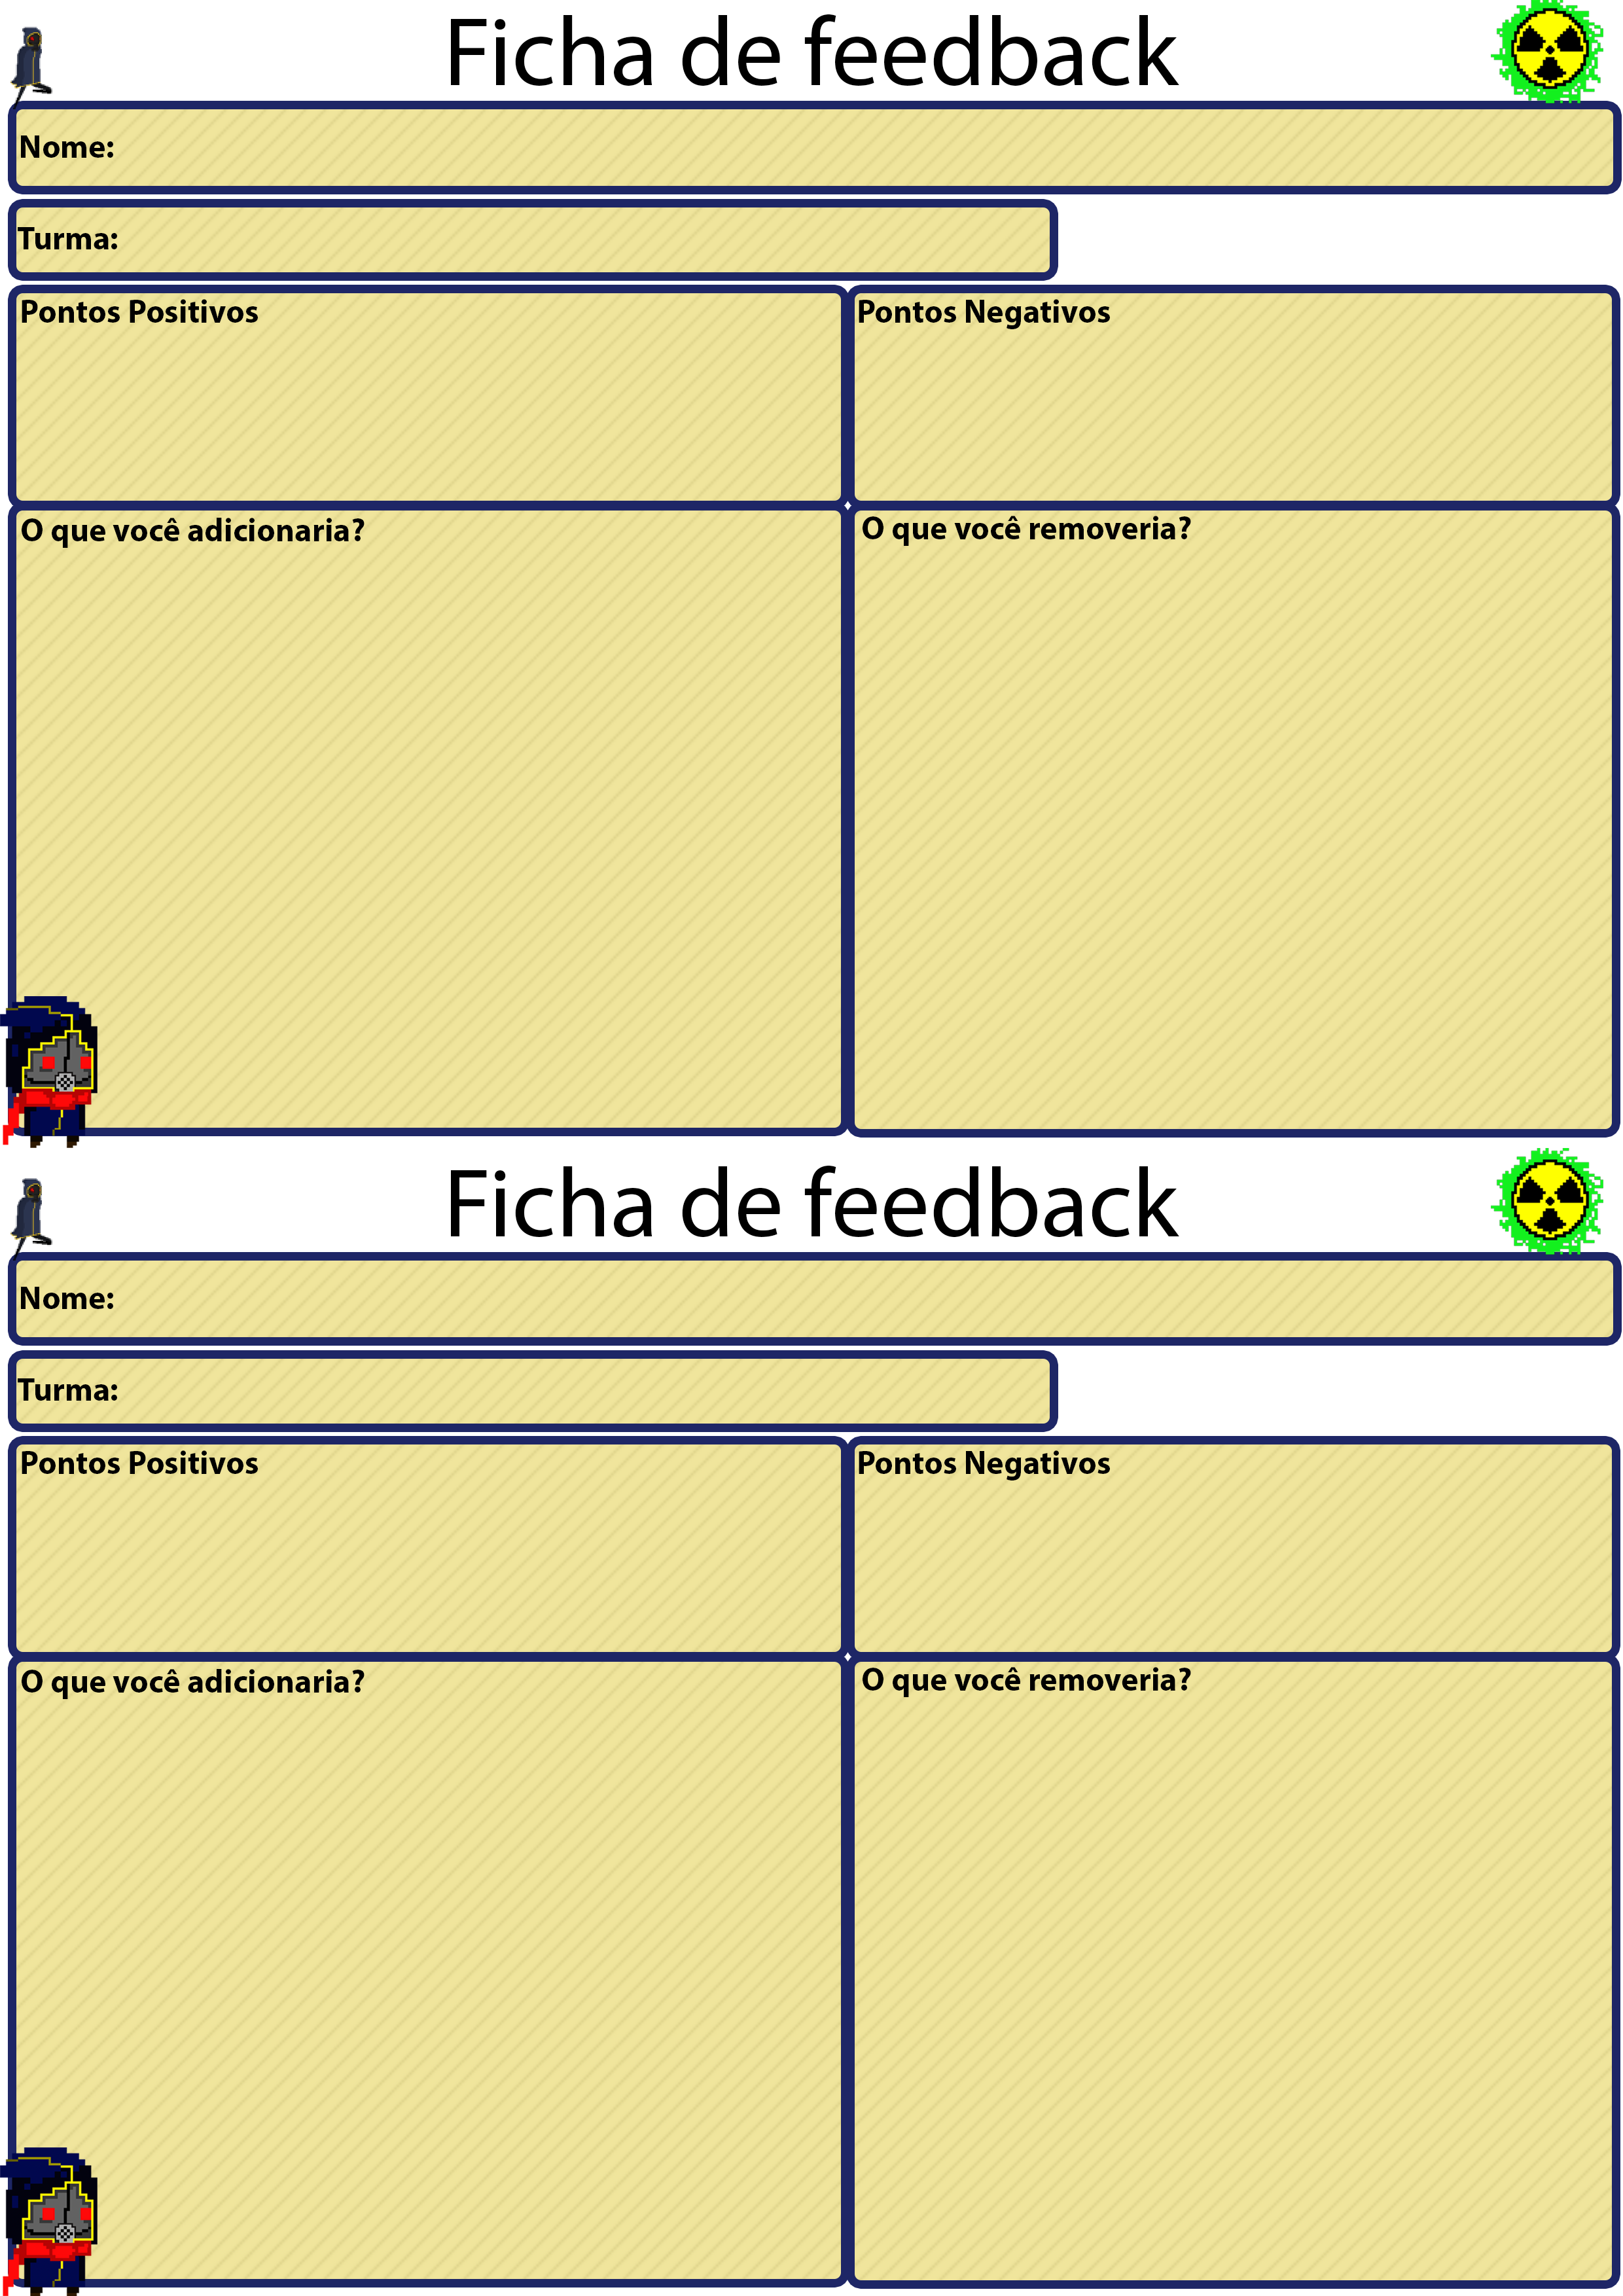 Ficha de feedback
Nome:
Turma:
Pontos Positivos
Pontos Negativos
O que você adicionaria?
O que você removeria?
Ficha de feedback
Nome:
Turma:
Pontos Positivos
Pontos Negativos
O que você adicionaria?
O que você removeria?